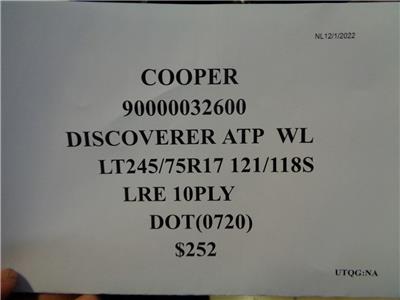 NL12/1/2022
COOPER
90000032600
DISCOVERER ATP WL
LT245/75R17 121/118S
LRE 10PLY
DOT(0720)
$252
UTQG:NA